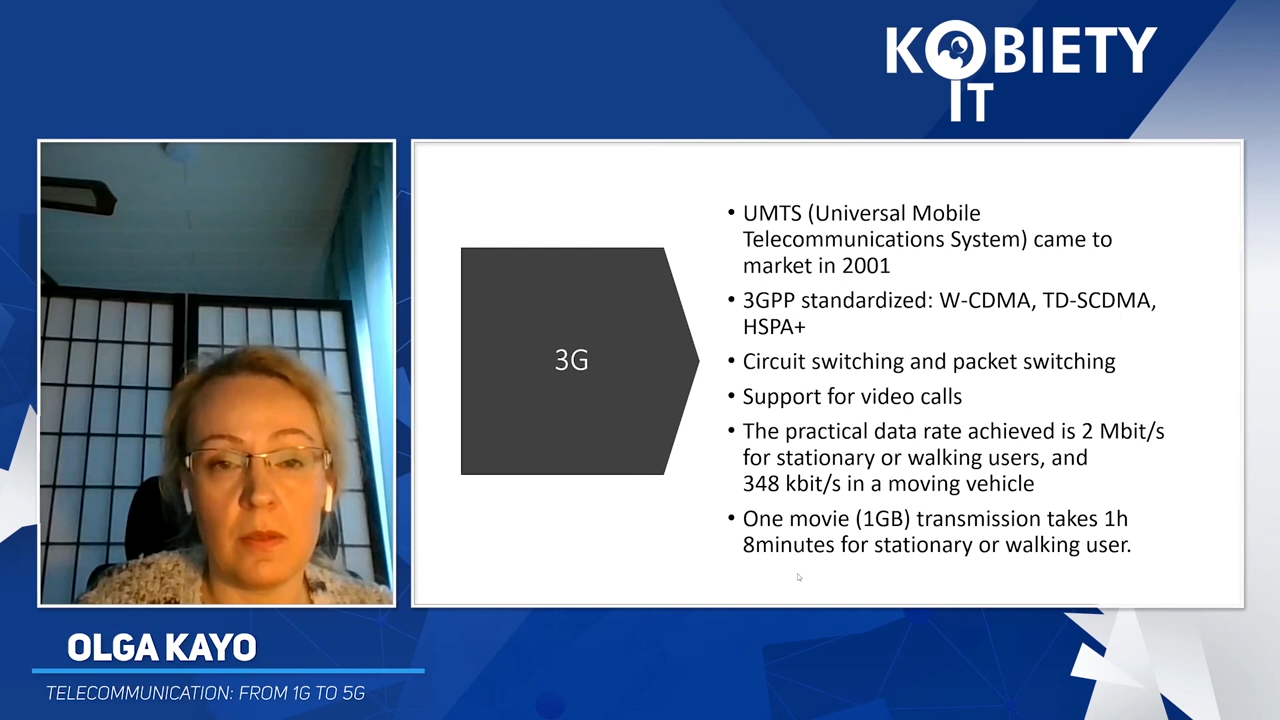 KOBIETY
IT
3G
• UMTS (Universal Mobile
Telecommunications System) came to
market in 2001
• 3GPP standardized: W-CDMA, TD-SCDMA,
HSPA+
• Circuit switching and packet switching
• Support for video calls
• The practical data rate achieved is 2 Mbit/s
for stationary or walking users, and
348 kbit/s in a moving vehicle
• One movie (1GB) transmission takes 1h
8minutes for stationary or walking user.
OLGA KAYO
TELECOMMUNICATION: FROM 1G TO 5G